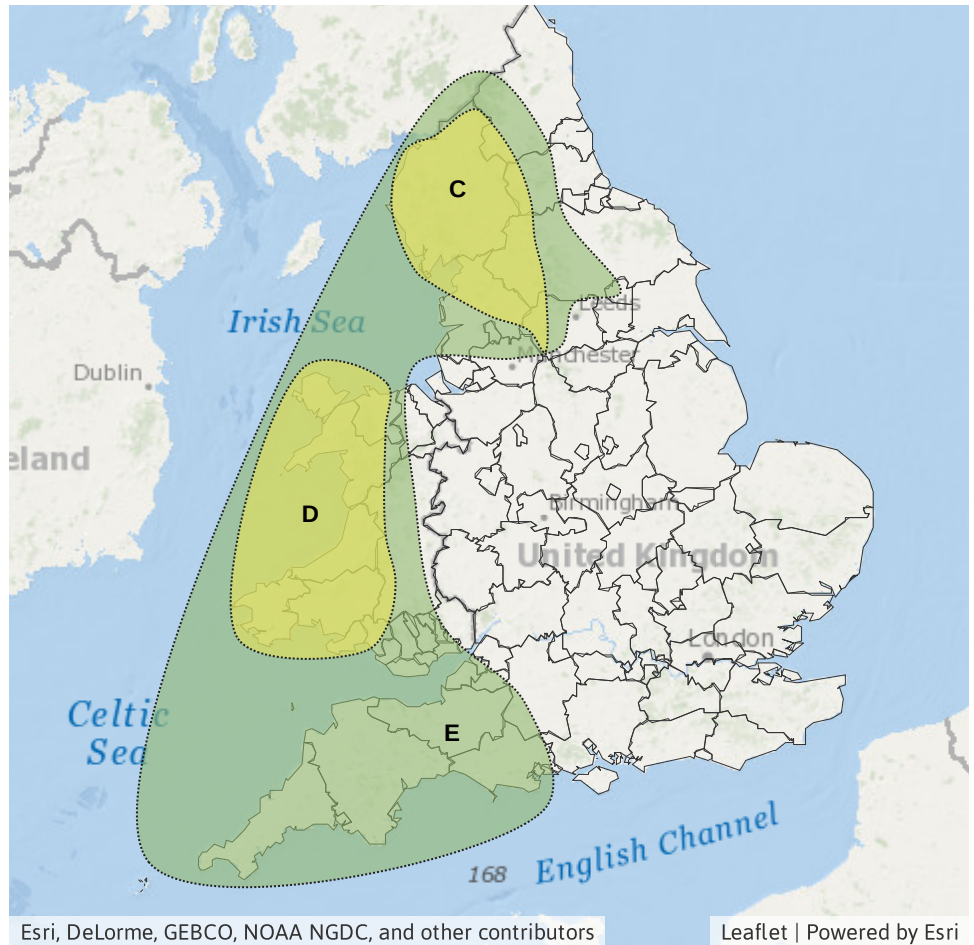 C
Leeds
Irish Sea
Manchester
Dublin
eland
Birmingham
D
United Kingdom
London
Celtic
Sea
E
English Channel
168
Esri, DeLorme, GEBCO, NOAA NGDC, and other contributors
Leaflet | Powered by Esri